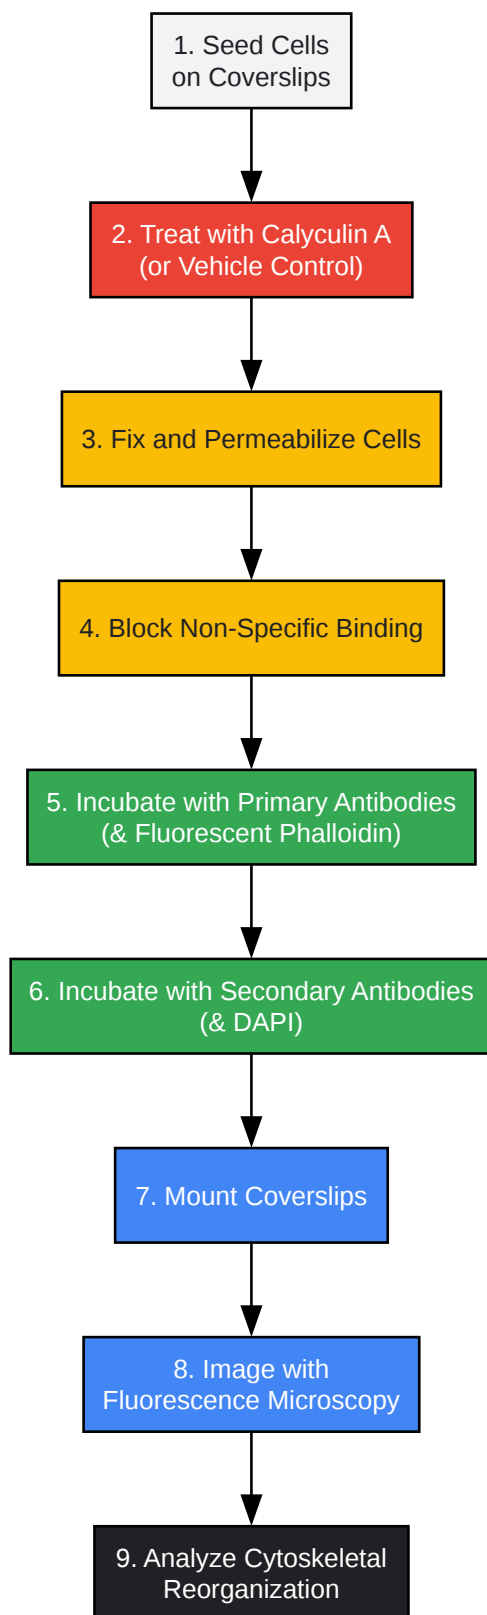 1. Seed Cells
on Coverslips
2. Treat with Calyculin A
(or Vehicle Control)
3. Fix and Permeabilize Cells
4. Block Non-Specific Binding
5. Incubate with Primary Antibodies
(& Fluorescent Phalloidin)
6. Incubate with Secondary Antibodies
(& DAPI)
7. Mount Coverslips
8. Image with
Fluorescence Microscopy
9. Analyze Cytoskeletal
Reorganization